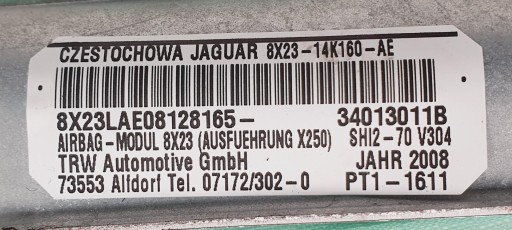 CZESTOCHOWA JAGUAR 8X23-14K160-AE
8X23LAE08128165- 34013011B
AIRBAG-MODUL 8X23 (AUSFUEHRUNG X250) SHI2-70 V304
TRW Automotive GmbH JAHR 2008
73553 Alfdorf Tel. 07172/302-0 PT1-1611